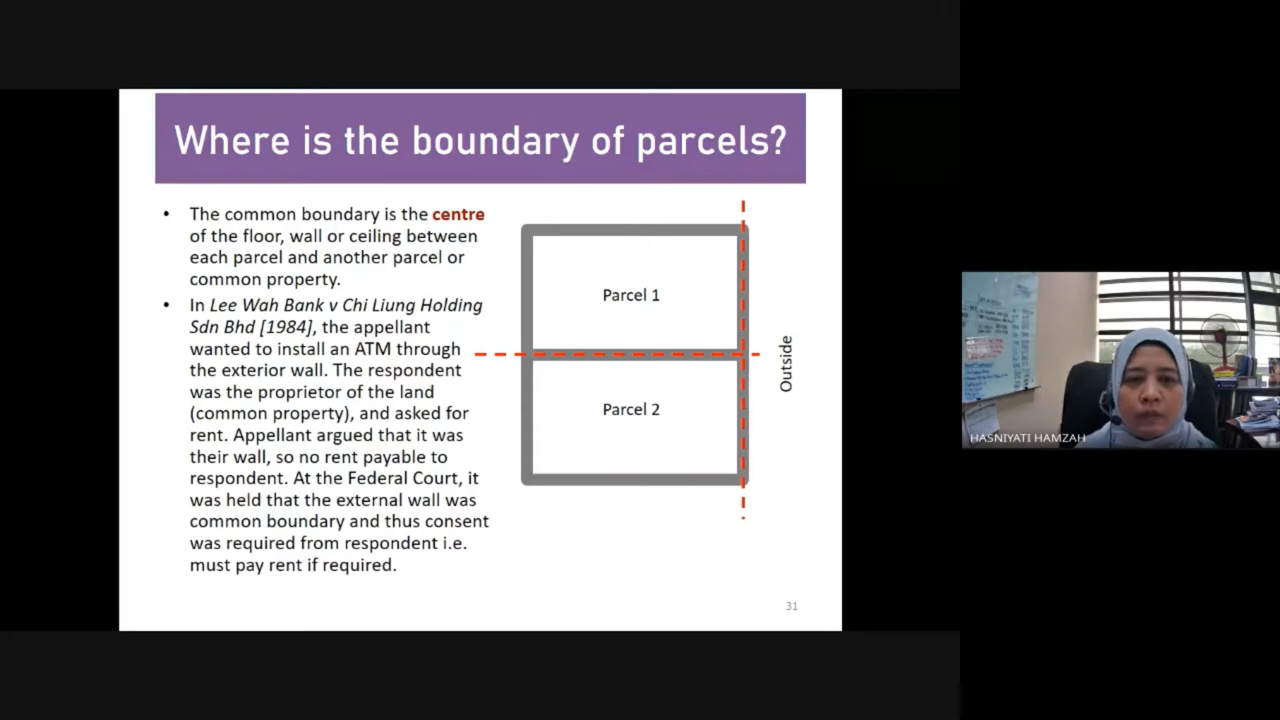 Where is the boundary of parcels?
• The common boundary is the centre
of the floor, wall or ceiling between
each parcel and another parcel or
common property.
• In Lee Wah Bank v Chi Liung Holding
Sdn Bhd [1984], the appellant
wanted to install an ATM through
the exterior wall. The respondent
was the proprietor of the land
(common property), and asked for
rent. Appellant argued that it was
their wall, so no rent payable to
respondent. At the Federal Court, it
was held that the external wall was
common boundary and thus consent
was required from respondent i.e.
must pay rent if required.
Parcel 1
Parcel 2
Outside
31
HASNIYATI HAMZAH